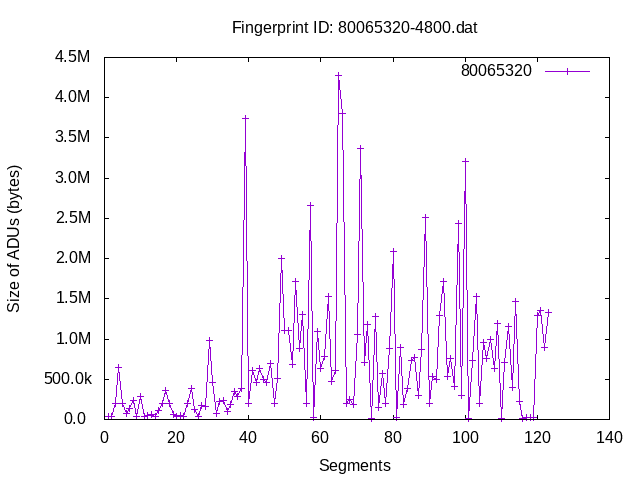 Fingerprint ID: 80065320-4800.dat
80065320
4.5M
4.0M
3.5M
3.0M
2.5M
2.0M
1.5M
1.0M
500.0k
0.0
Size of ADUs (bytes)
0 20 40 60 80 100 120 140
Segments